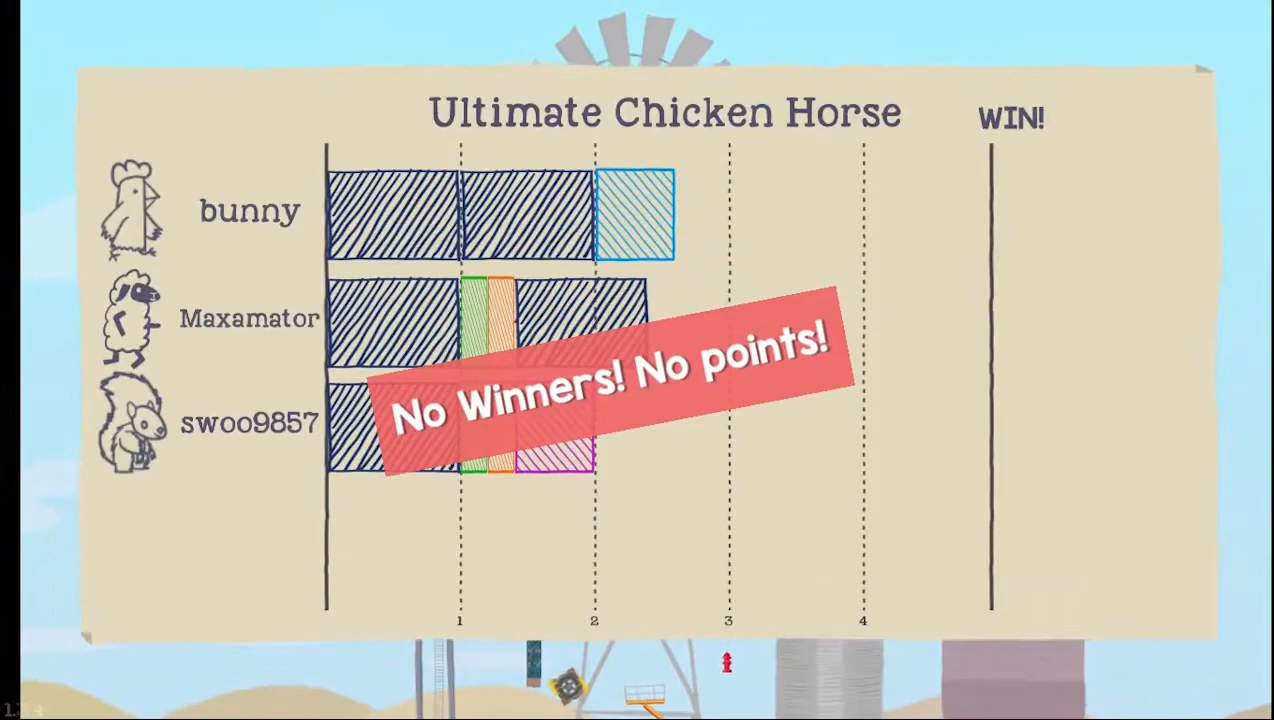 Ultimate Chicken Horse
WIN!
bunny
Maxamator
swoo9857
No Winners! No points!
1 2 3 4